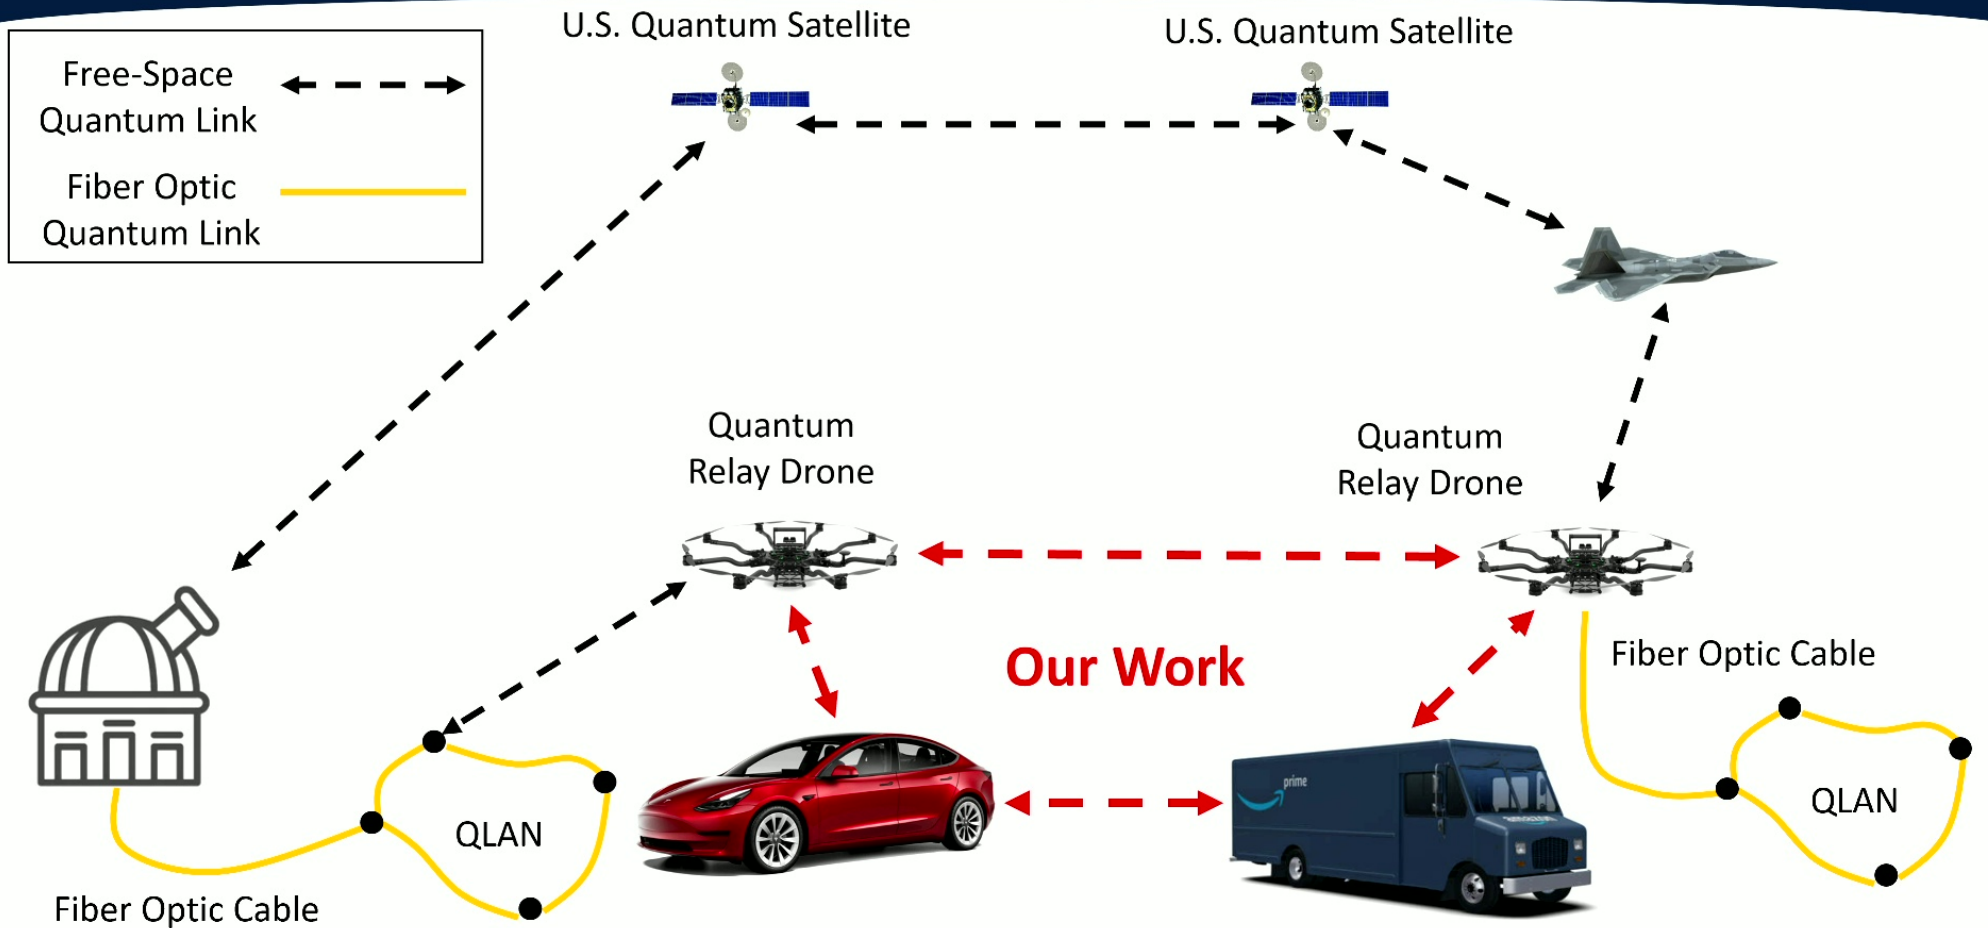 U.S. Quantum Satellite
U.S. Quantum Satellite
Free-Space
Quantum Link
Fiber Optic
Quantum Link
Quantum
Relay Drone
Quantum
Relay Drone
Our Work
Fiber Optic Cable
prime
amazon
QLAN
QLAN
Fiber Optic Cable